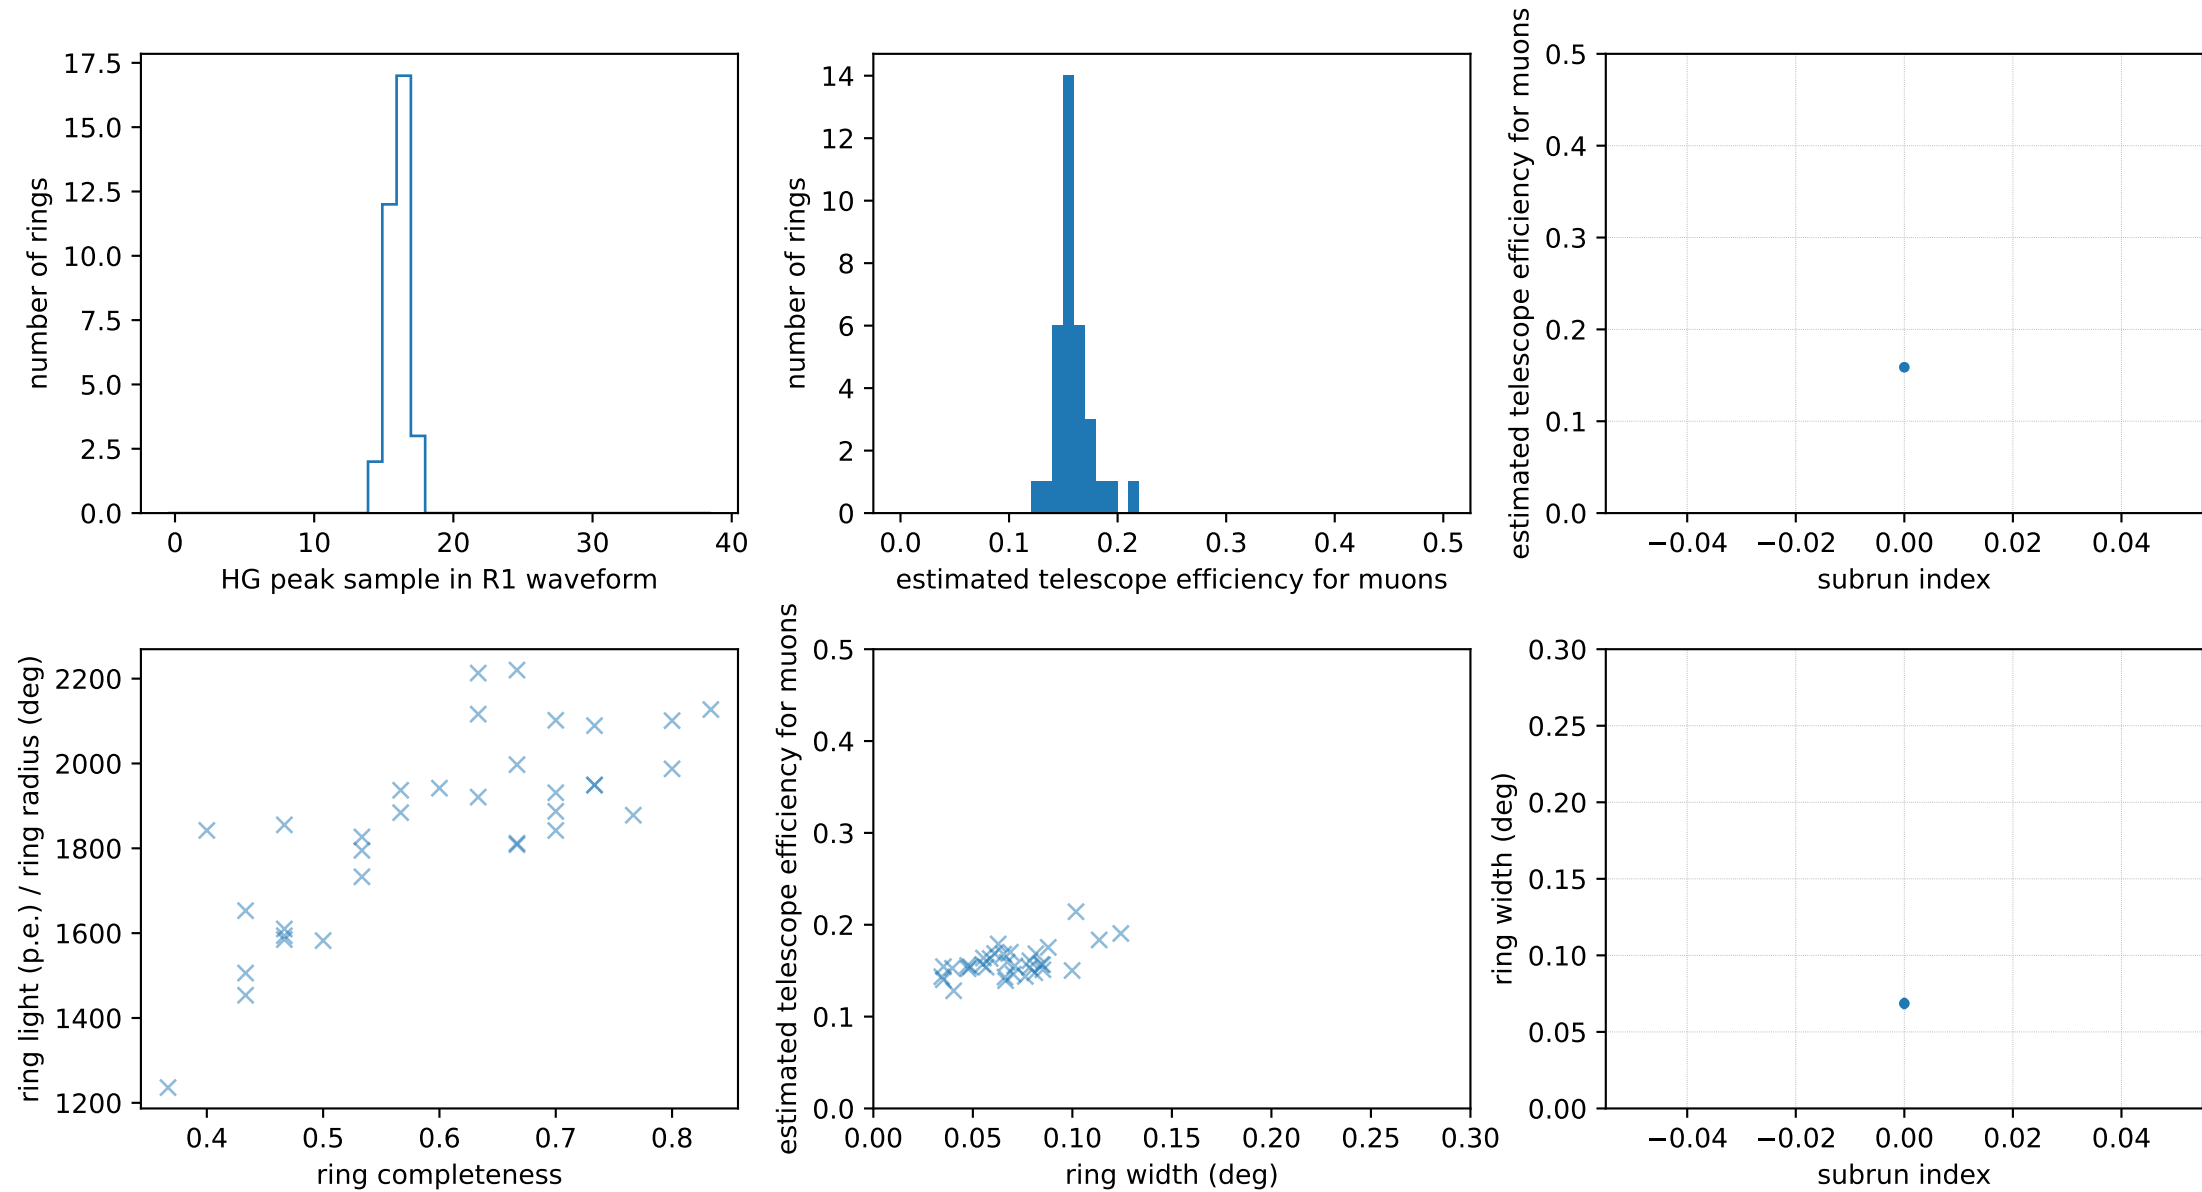 17.5
15.0
12.5
10.0
7.5
5.0
2.5
0.0
number of rings
0 10 20 30 40
HG peak sample in R1 waveform
14
12
10
8
6
4
2
0
number of rings
0.0 0.1 0.2 0.3 0.4 0.5
estimated telescope efficiency for muons
0.5
0.4
0.3
0.2
0.1
0.0
estimated telescope efficiency for muons
−0.04 −0.02 0.00 0.02 0.04
subrun index
2200
2000
1800
1600
1400
1200
ring light (p.e.) / ring radius (deg)
0.4 0.5 0.6 0.7 0.8
ring completeness
0.5
0.4
0.3
0.2
0.1
0.0
estimated telescope efficiency for muons
0.00 0.05 0.10 0.15 0.20 0.25 0.30
ring width (deg)
0.30
0.25
0.20
0.15
0.10
0.05
0.00
ring width (deg)
−0.04 −0.02 0.00 0.02 0.04
subrun index